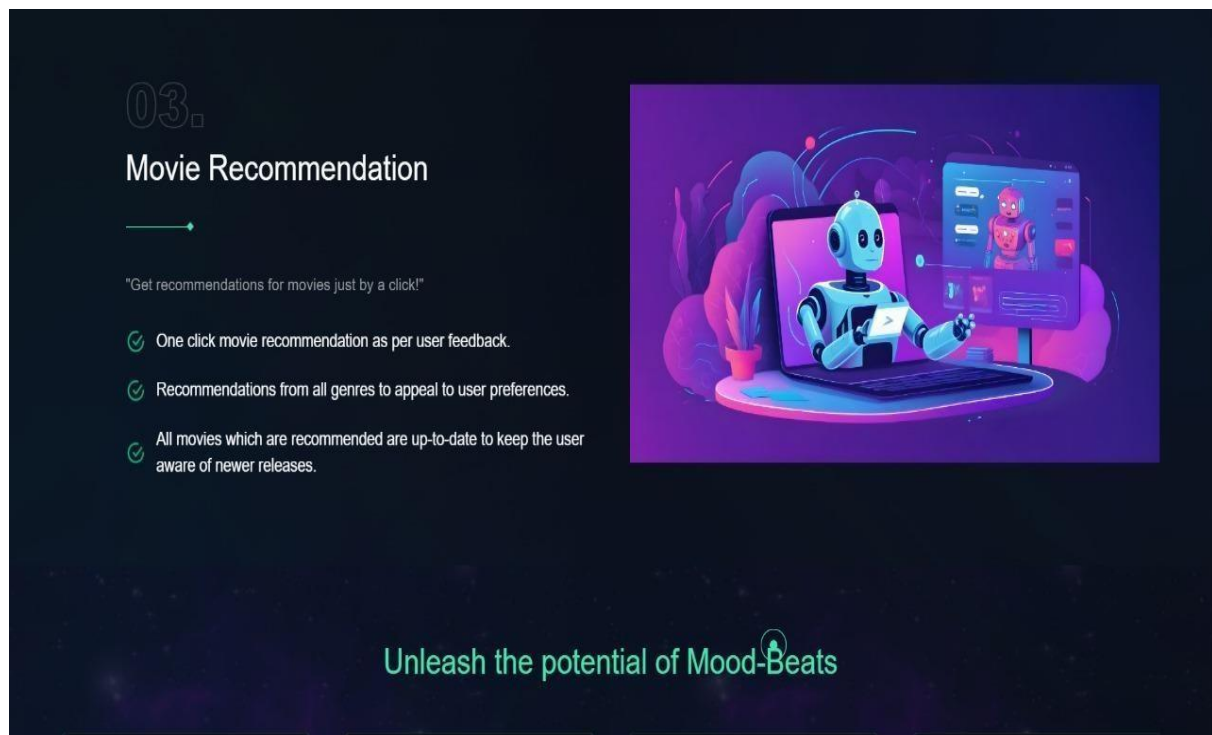 03.
Movie Recommendation
"Get recommendations for movies just by a click!"
One click movie recommendation as per user feedback.
Recommendations from all genres to appeal to user preferences.
All movies which are recommended are up-to-date to keep the user
aware of newer releases.
Unleash the potential of Mood-Beats